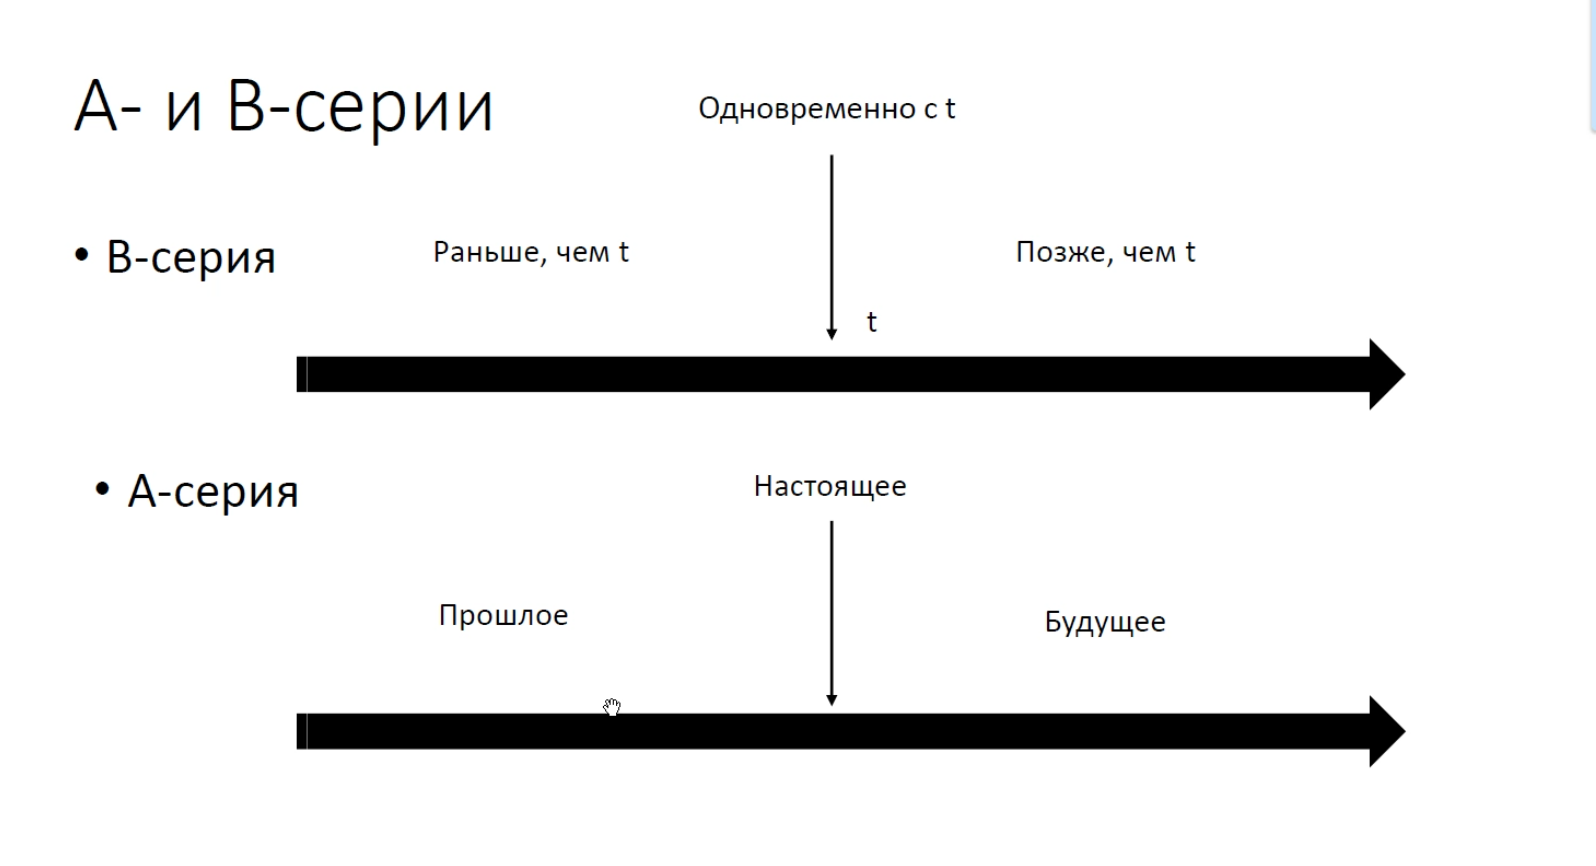 А- и В-серии
Одновременно с t
• В-серия
Раньше, чем t
Позже, чем t
t
• А-серия
Настоящее
Прошлое
Будущее